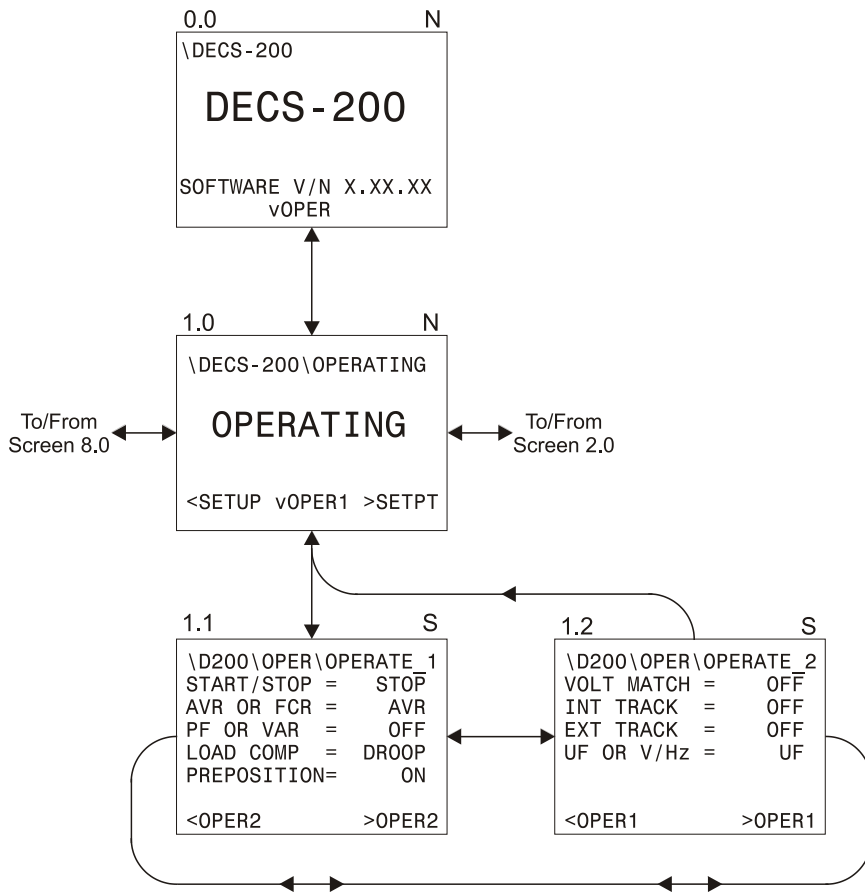 0.0 N
\DECS-200
DECS-200
SOFTWARE V/N X.XX.XX
vOPER
1.0 N
\DECS-200\OPERATING
OPERATING
<SETUP vOPER1 >SETPT
To/From
Screen 8.0
To/From
Screen 2.0
1.1 S
\D200\OPER\OPERATE_1
START/STOP = STOP
AVR OR FCR = AVR
PF OR VAR = OFF
LOAD COMP = DROOP
PREPOSITION= ON
<OPER2 >OPER2
1.2 S
\D200\OPER\OPERATE_2
VOLT MATCH = OFF
INT TRACK = OFF
EXT TRACK = OFF
UF OR V/Hz = UF
<OPER1 >OPER1